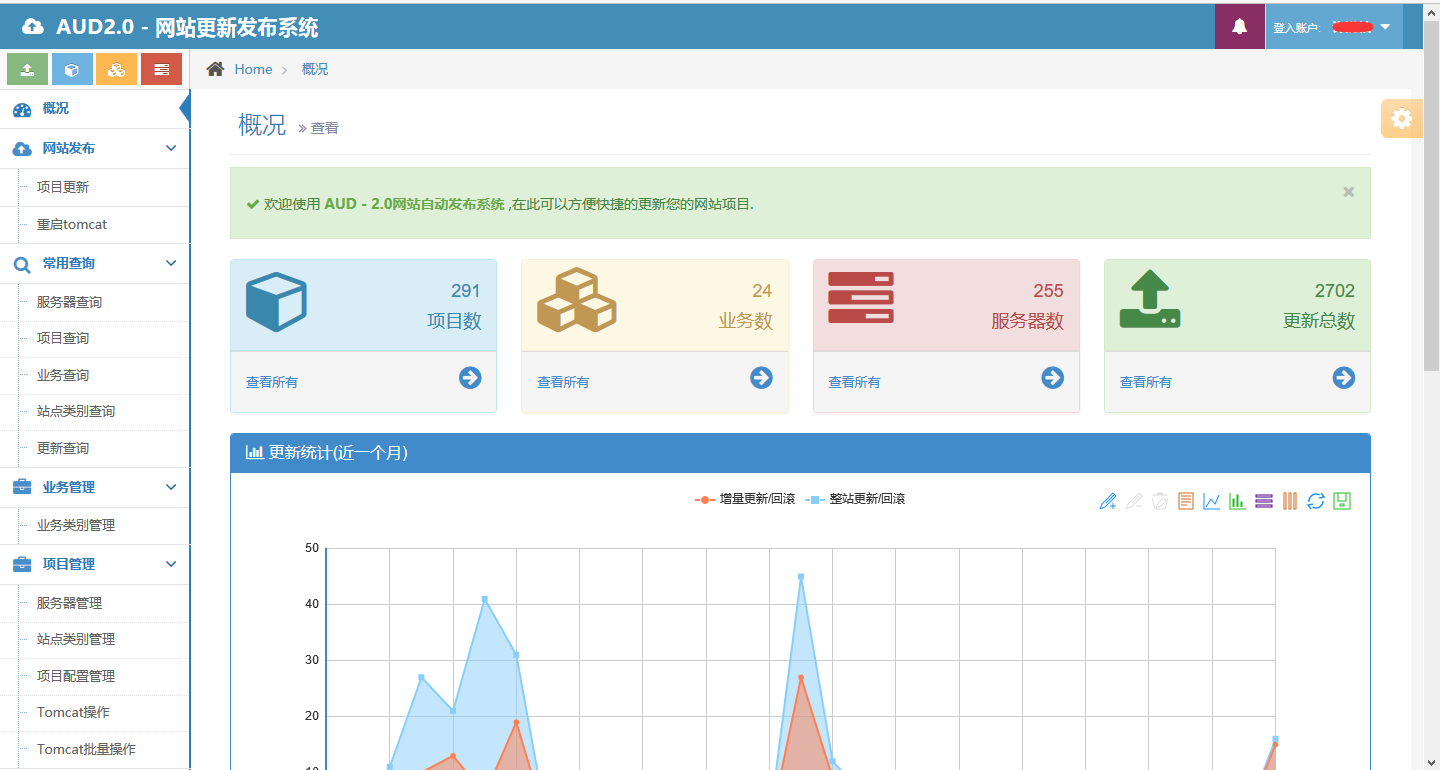 AUD2.0 - 网站更新发布系统
登入账户:
Home
概况
概况
网站发布
项目更新
重启tomcat
常用查询
服务器查询
项目查询
业务查询
站点类别查询
更新查询
业务管理
业务类别管理
项目管理
服务器管理
站点类别管理
项目配置管理
Tomcat操作
Tomcat批量操作
概况 » 查看
欢迎使用 AUD - 2.0网站自动发布系统 ,在此可以方便快捷的更新您的网站项目.
291
项目数
查看所有
24
业务数
查看所有
255
服务器数
查看所有
2702
更新总数
查看所有
更新统计(近一个月)
增量更新/回滚
整站更新/回滚
50
40
30
20
10